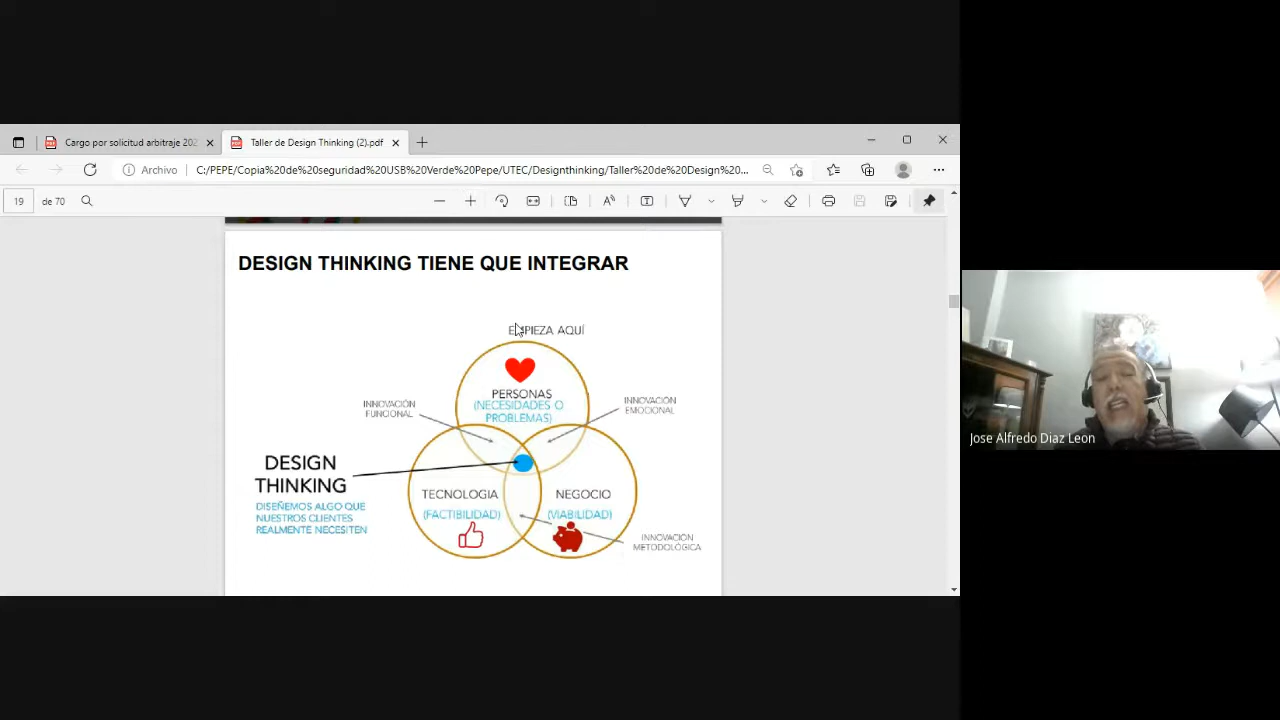 Cargo por solicitud arbitraje 202
Taller de Design Thinking (2).pdf
Archivo
C:/PEPE/Copia%20de%20seguridad%20USB%20Verde%20Pepe/UTEC/Designthinking/Taller%20de%20Design%20...
19 de 70
DESIGN THINKING TIENE QUE INTEGRAR
EMPIEZA AQUÍ
PERSONAS
(NECESIDADES O
PROBLEMAS)
INNOVACIÓN
FUNCIONAL
INNOVACIÓN
EMOCIONAL
DESIGN
THINKING
DISEÑEMOS ALGO QUE
NUESTROS CLIENTES
REALMENTE NECESITEN
TECNOLOGIA
(FACTIBILIDAD)
NEGOCIO
(VIABILIDAD)
INNOVACIÓN
METODOLÓGICA
Jose Alfredo Diaz Leon